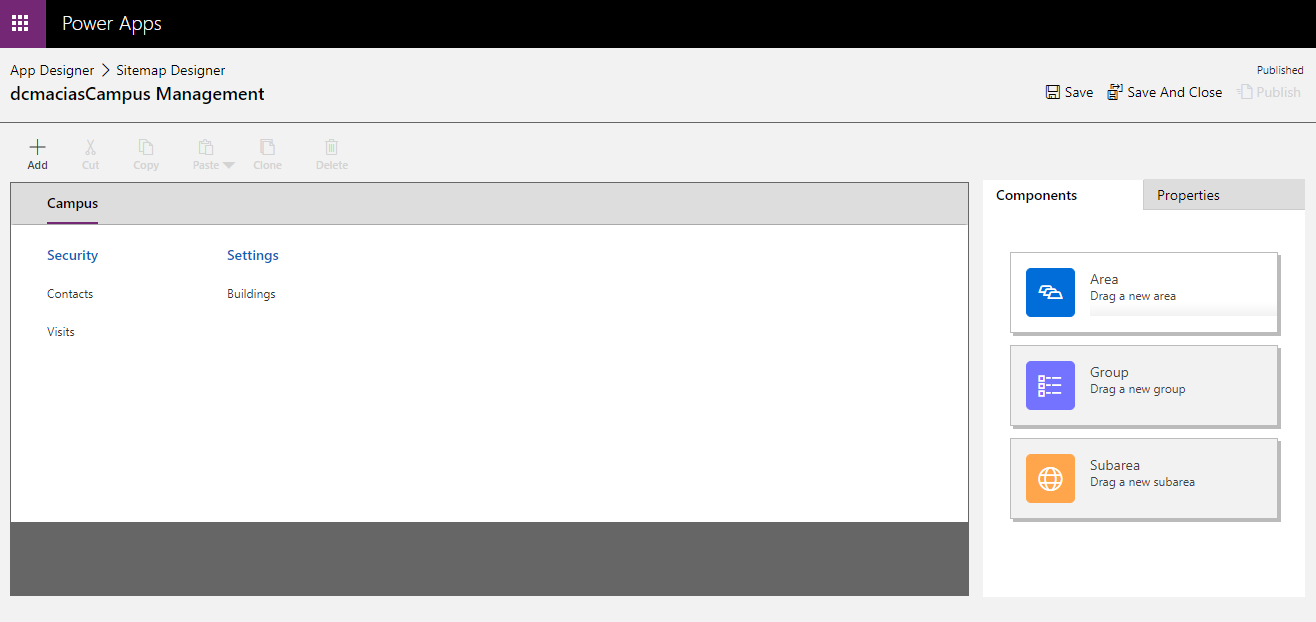 Power Apps
App Designer > Sitemap Designer
Published
dcmaciasCampus Management
Save
Save And Close
Publish
Add
Cut
Copy
Paste
Clone
Delete
Campus
Security
Settings
Contacts
Buildings
Visits
Components
Properties
Area
Drag a new area
Group
Drag a new group
Subarea
Drag a new subarea